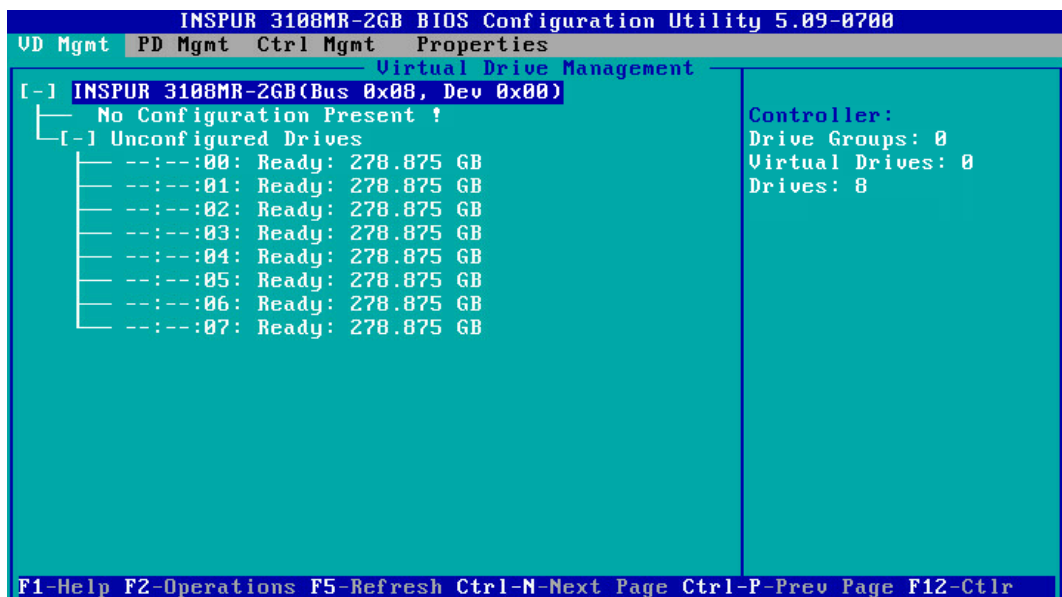 INSPUR 3108MR-2GB BIOS Configuration Utility 5.09-0700
VD Mgmt PD Mgmt Ctrl Mgmt Properties
Virtual Drive Management
[-] INSPUR 3108MR-2GB(Bus 0x08, Dev 0x00)
No Configuration Present !
[-] Unconfigured Drives
--:--:00: Ready: 278.875 GB
--:--:01: Ready: 278.875 GB
--:--:02: Ready: 278.875 GB
--:--:03: Ready: 278.875 GB
--:--:04: Ready: 278.875 GB
--:--:05: Ready: 278.875 GB
--:--:06: Ready: 278.875 GB
--:--:07: Ready: 278.875 GB
Controller:
Drive Groups: 0
Virtual Drives: 0
Drives: 8
F1-Help F2-Operations F5-Refresh Ctrl-N-Next Page Ctrl-P-Prev Page F12-Ctlr